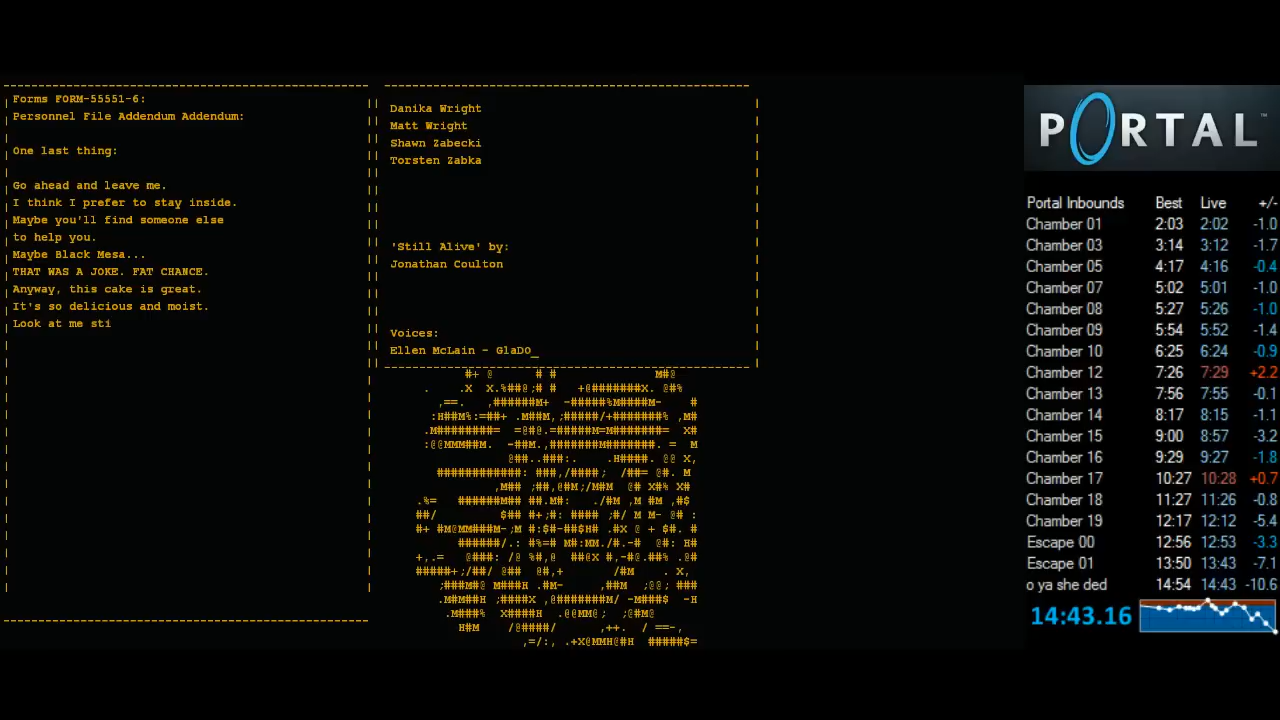 Forms FORM-55551-6:
Personnel File Addendum Addendum:
One last thing:
Go ahead and leave me.
I think I prefer to stay inside.
Maybe you'll find someone else
to help you.
Maybe Black Mesa...
THAT WAS A JOKE. FAT CHANCE.
Anyway, this cake is great.
It's so delicious and moist.
Look at me sti
Danika Wright
Matt Wright
Shawn Zabecki
Torsten Zabka
'Still Alive' by:
Jonathan Coulton
Voices:
Ellen McLain - GlaDO_
PORTAL™
Portal Inbounds Best Live +/-
Chamber 01 2:03 2:02 -1.0
Chamber 03 3:14 3:12 -1.7
Chamber 05 4:17 4:16 -0.4
Chamber 07 5:02 5:01 -1.0
Chamber 08 5:27 5:26 -1.0
Chamber 09 5:54 5:52 -1.4
Chamber 10 6:25 6:24 -0.9
Chamber 12 7:26 7:29 +2.2
Chamber 13 7:56 7:55 -0.1
Chamber 14 8:17 8:15 -1.1
Chamber 15 9:00 8:57 -3.2
Chamber 16 9:29 9:27 -1.8
Chamber 17 10:27 10:28 +0.7
Chamber 18 11:27 11:26 -0.8
Chamber 19 12:17 12:12 -5.4
Escape 00 12:56 12:53 -3.3
Escape 01 13:50 13:43 -7.1
o ya she ded 14:54 14:43 -10.6
14:43.16